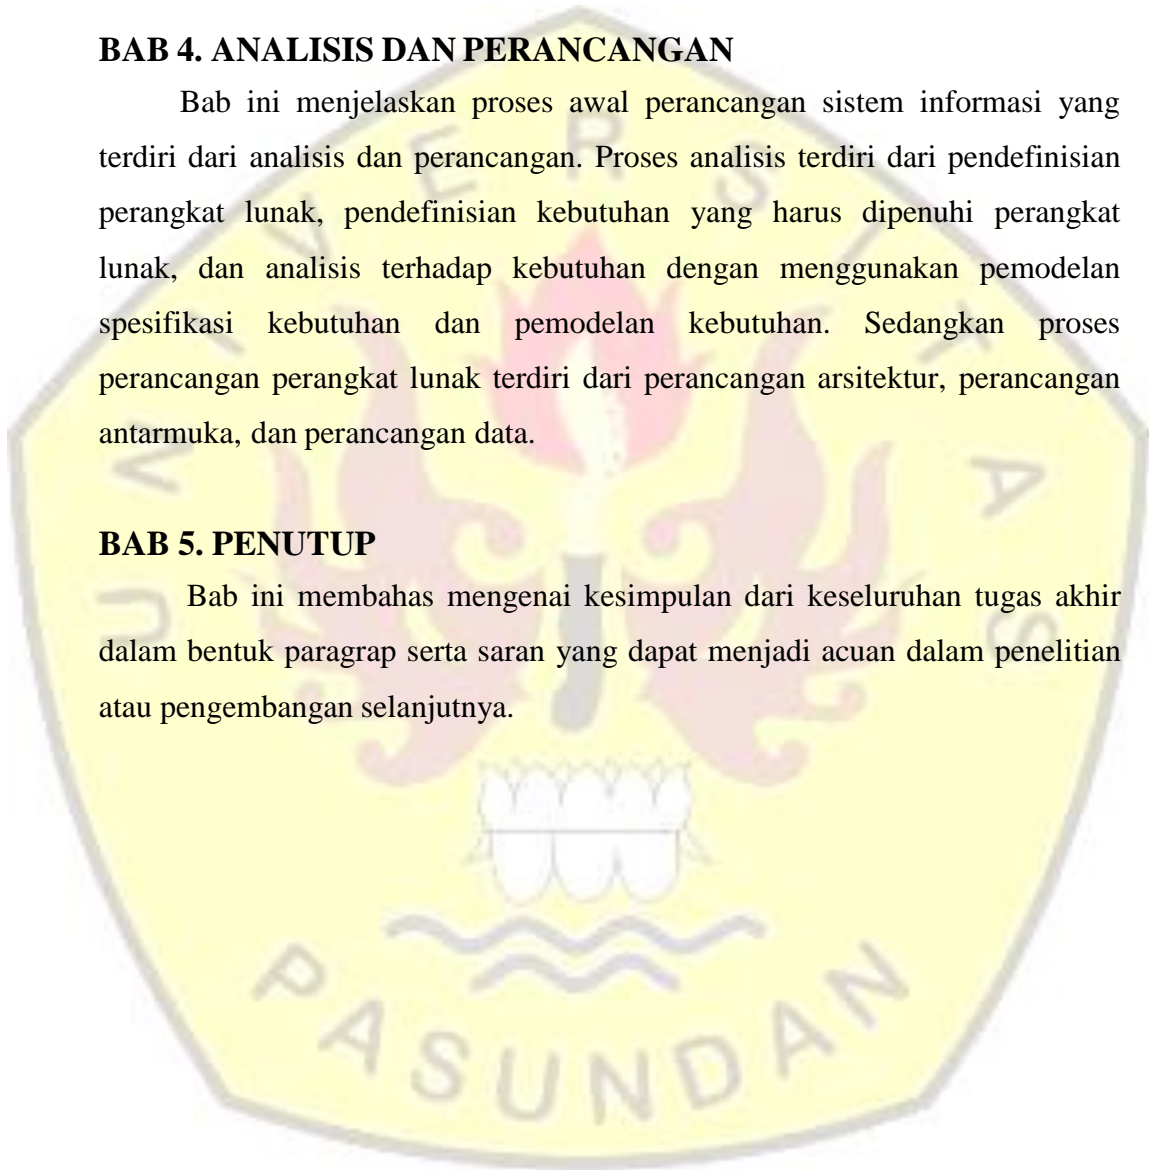 BAB 4. ANALISIS DAN PERANCANGAN
Bab ini menjelaskan proses awal perancangan sistem informasi yang
terdiri dari analisis dan perancangan. Proses analisis terdiri dari pendefinisian
perangkat lunak, pendefinisian kebutuhan yang harus dipenuhi perangkat
lunak, dan analisis terhadap kebutuhan dengan menggunakan pemodelan
spesifikasi kebutuhan dan pemodelan kebutuhan. Sedangkan proses
perancangan perangkat lunak terdiri dari perancangan arsitektur, perancangan
antarmuka, dan perancangan data.
BAB 5. PENUTUP
Bab ini membahas mengenai kesimpulan dari keseluruhan tugas akhir
dalam bentuk paragrap serta saran yang dapat menjadi acuan dalam penelitian
atau pengembangan selanjutnya.
UNIVERSITAS
PASUNDAN